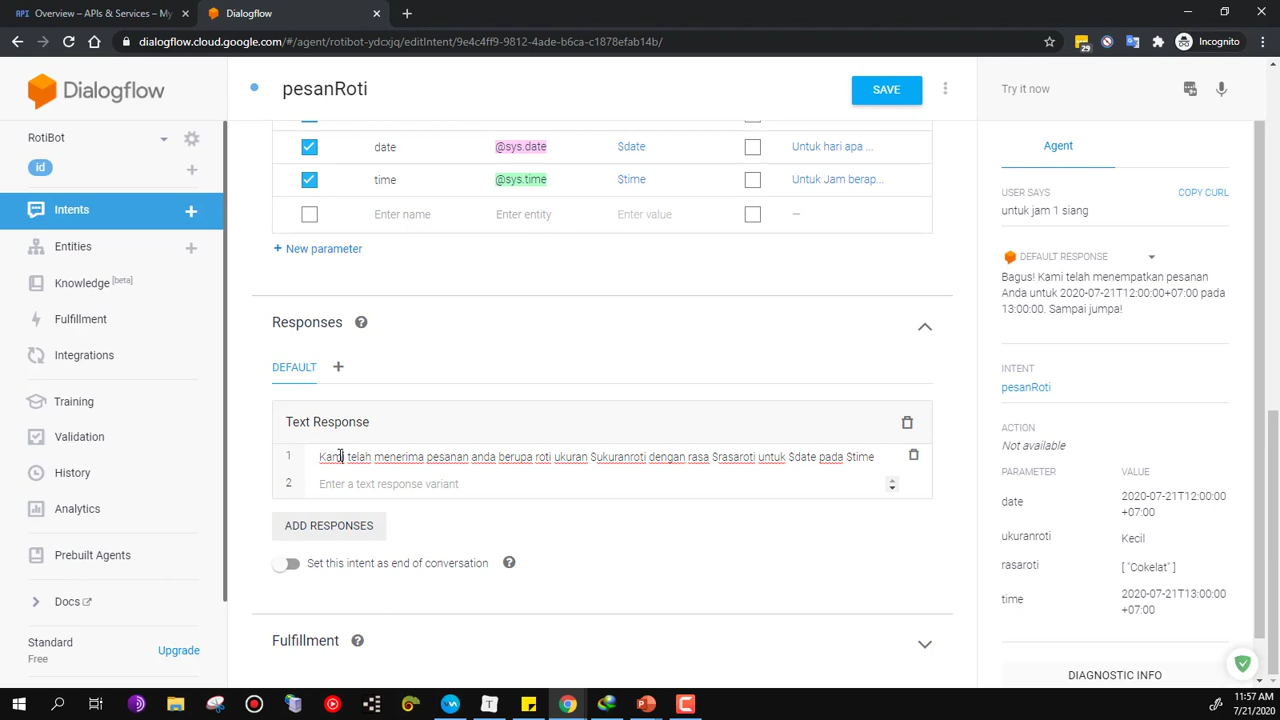 API Overview – APIs & Services – My
Dialogflow
dialogflow.cloud.google.com/#/agent/rotibot-ydcxjq/editIntent/9e4c4ff9-9812-4ade-b6ca-c1878efab14b/
29
Incognito
Dialogflow
pesanRoti
SAVE
Try it now
RotiBot
id
Intents
Entities
Knowledge [beta]
Fulfillment
Integrations
Training
Validation
History
Analytics
Prebuilt Agents
Docs
Standard
Free
Upgrade
date @sys.date $date Untuk hari apa ...
time @sys.time $time Untuk Jam berap...
Enter name Enter entity Enter value —
+ New parameter
Responses
DEFAULT
Text Response
1 Kami telah menerima pesanan anda berupa roti ukuran $ukuranroti dengan rasa $rasaroti untuk $date pada $time
2 Enter a text response variant
ADD RESPONSES
Set this intent as end of conversation
Fulfillment
Agent
USER SAYS COPY CURL
untuk jam 1 siang
DEFAULT RESPONSE
Bagus! Kami telah menempatkan pesanan
Anda untuk 2020-07-21T12:00:00+07:00 pada
13:00:00. Sampai jumpa!
INTENT
pesanRoti
ACTION
Not available
PARAMETER VALUE
date 2020-07-21T12:00:00
+07:00
ukuranroti Kecil
rasaroti [ "Cokelat" ]
time 2020-07-21T13:00:00
+07:00
DIAGNOSTIC INFO
11:57 AM
7/21/2020